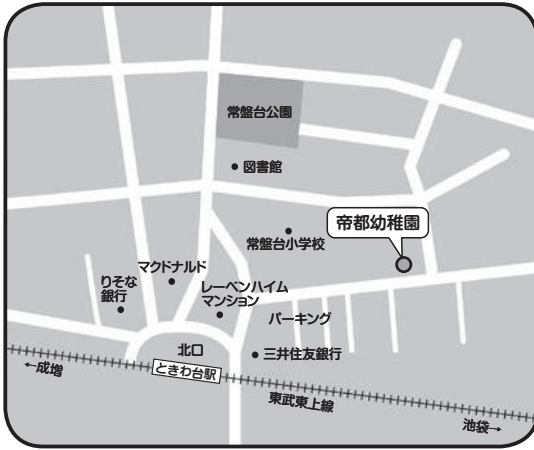 常盤台公園
図書館
帝都幼稚園
常盤台小学校
マクドナルド
りそな
銀行
レーベンハイム
マンション
パーキング
北口
三井住友銀行
ときわ台駅
←成増
東武東上線
池袋→